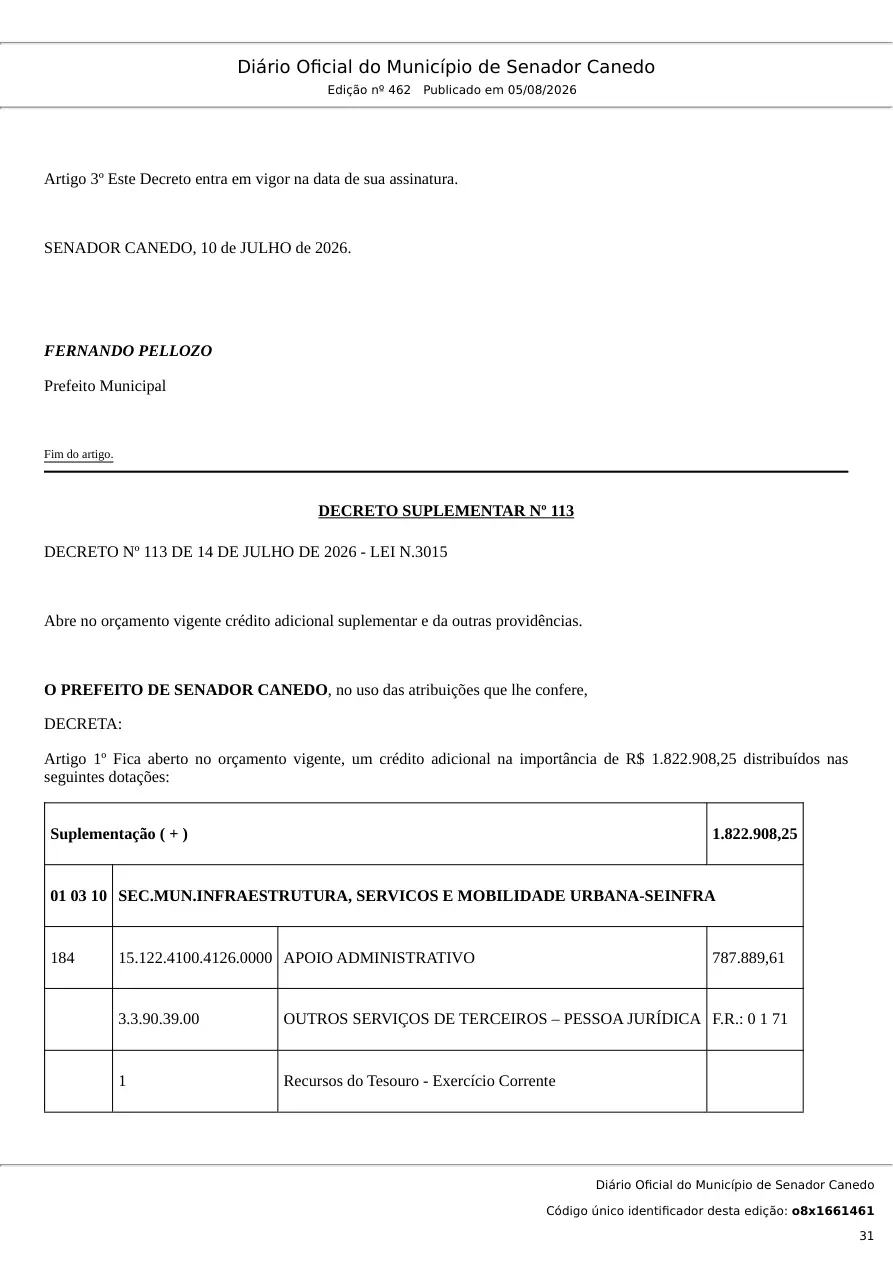 Diário Oficial do Município de Senador Canedo
Edição nº 462 Publicado em 05/08/2026
Artigo 3º Este Decreto entra em vigor na data de sua assinatura.
SENADOR CANEDO, 10 de JULHO de 2026.
FERNANDO PELLOZO
Prefeito Municipal
Fim do artigo.
DECRETO SUPLEMENTAR Nº 113
DECRETO Nº 113 DE 14 DE JULHO DE 2026 - LEI N.3015
Abre no orçamento vigente crédito adicional suplementar e da outras providências.
O PREFEITO DE SENADOR CANEDO, no uso das atribuições que lhe confere,
DECRETA:
Artigo 1º Fica aberto no orçamento vigente, um crédito adicional na importância de R$ 1.822.908,25 distribuídos nas
seguintes dotações:
Suplementação ( + ) 1.822.908,25
01 03 10 SEC.MUN.INFRAESTRUTURA, SERVICOS E MOBILIDADE URBANA-SEINFRA
184 15.122.4100.4126.0000 APOIO ADMINISTRATIVO 787.889,61
3.3.90.39.00 OUTROS SERVIÇOS DE TERCEIROS – PESSOA JURÍDICA F.R.: 0 1 71
1 Recursos do Tesouro - Exercício Corrente
Diário Oficial do Município de Senador Canedo
Código único identificador desta edição: o8x1661461
31